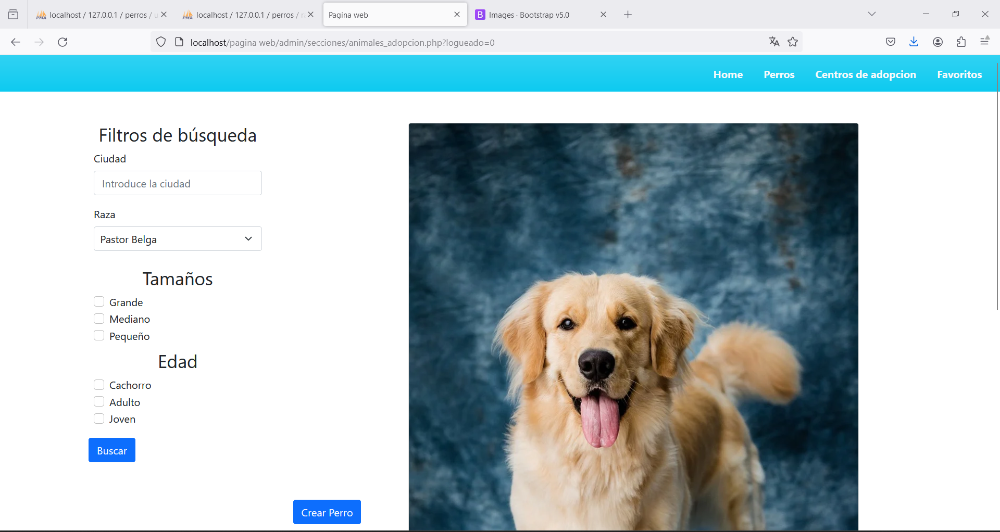 localhost / 127.0.0.1 / perros / u
localhost / 127.0.0.1 / perros / ra
Pagina web
Images · Bootstrap v5.0
localhost/pagina web/admin/secciones/animales_adopcion.php?logueado=0
Home Perros Centros de adopcion Favoritos
Filtros de búsqueda
Ciudad
Introduce la ciudad
Raza
Pastor Belga
Tamaños
Grande
Mediano
Pequeño
Edad
Cachorro
Adulto
Joven
Buscar
Crear Perro